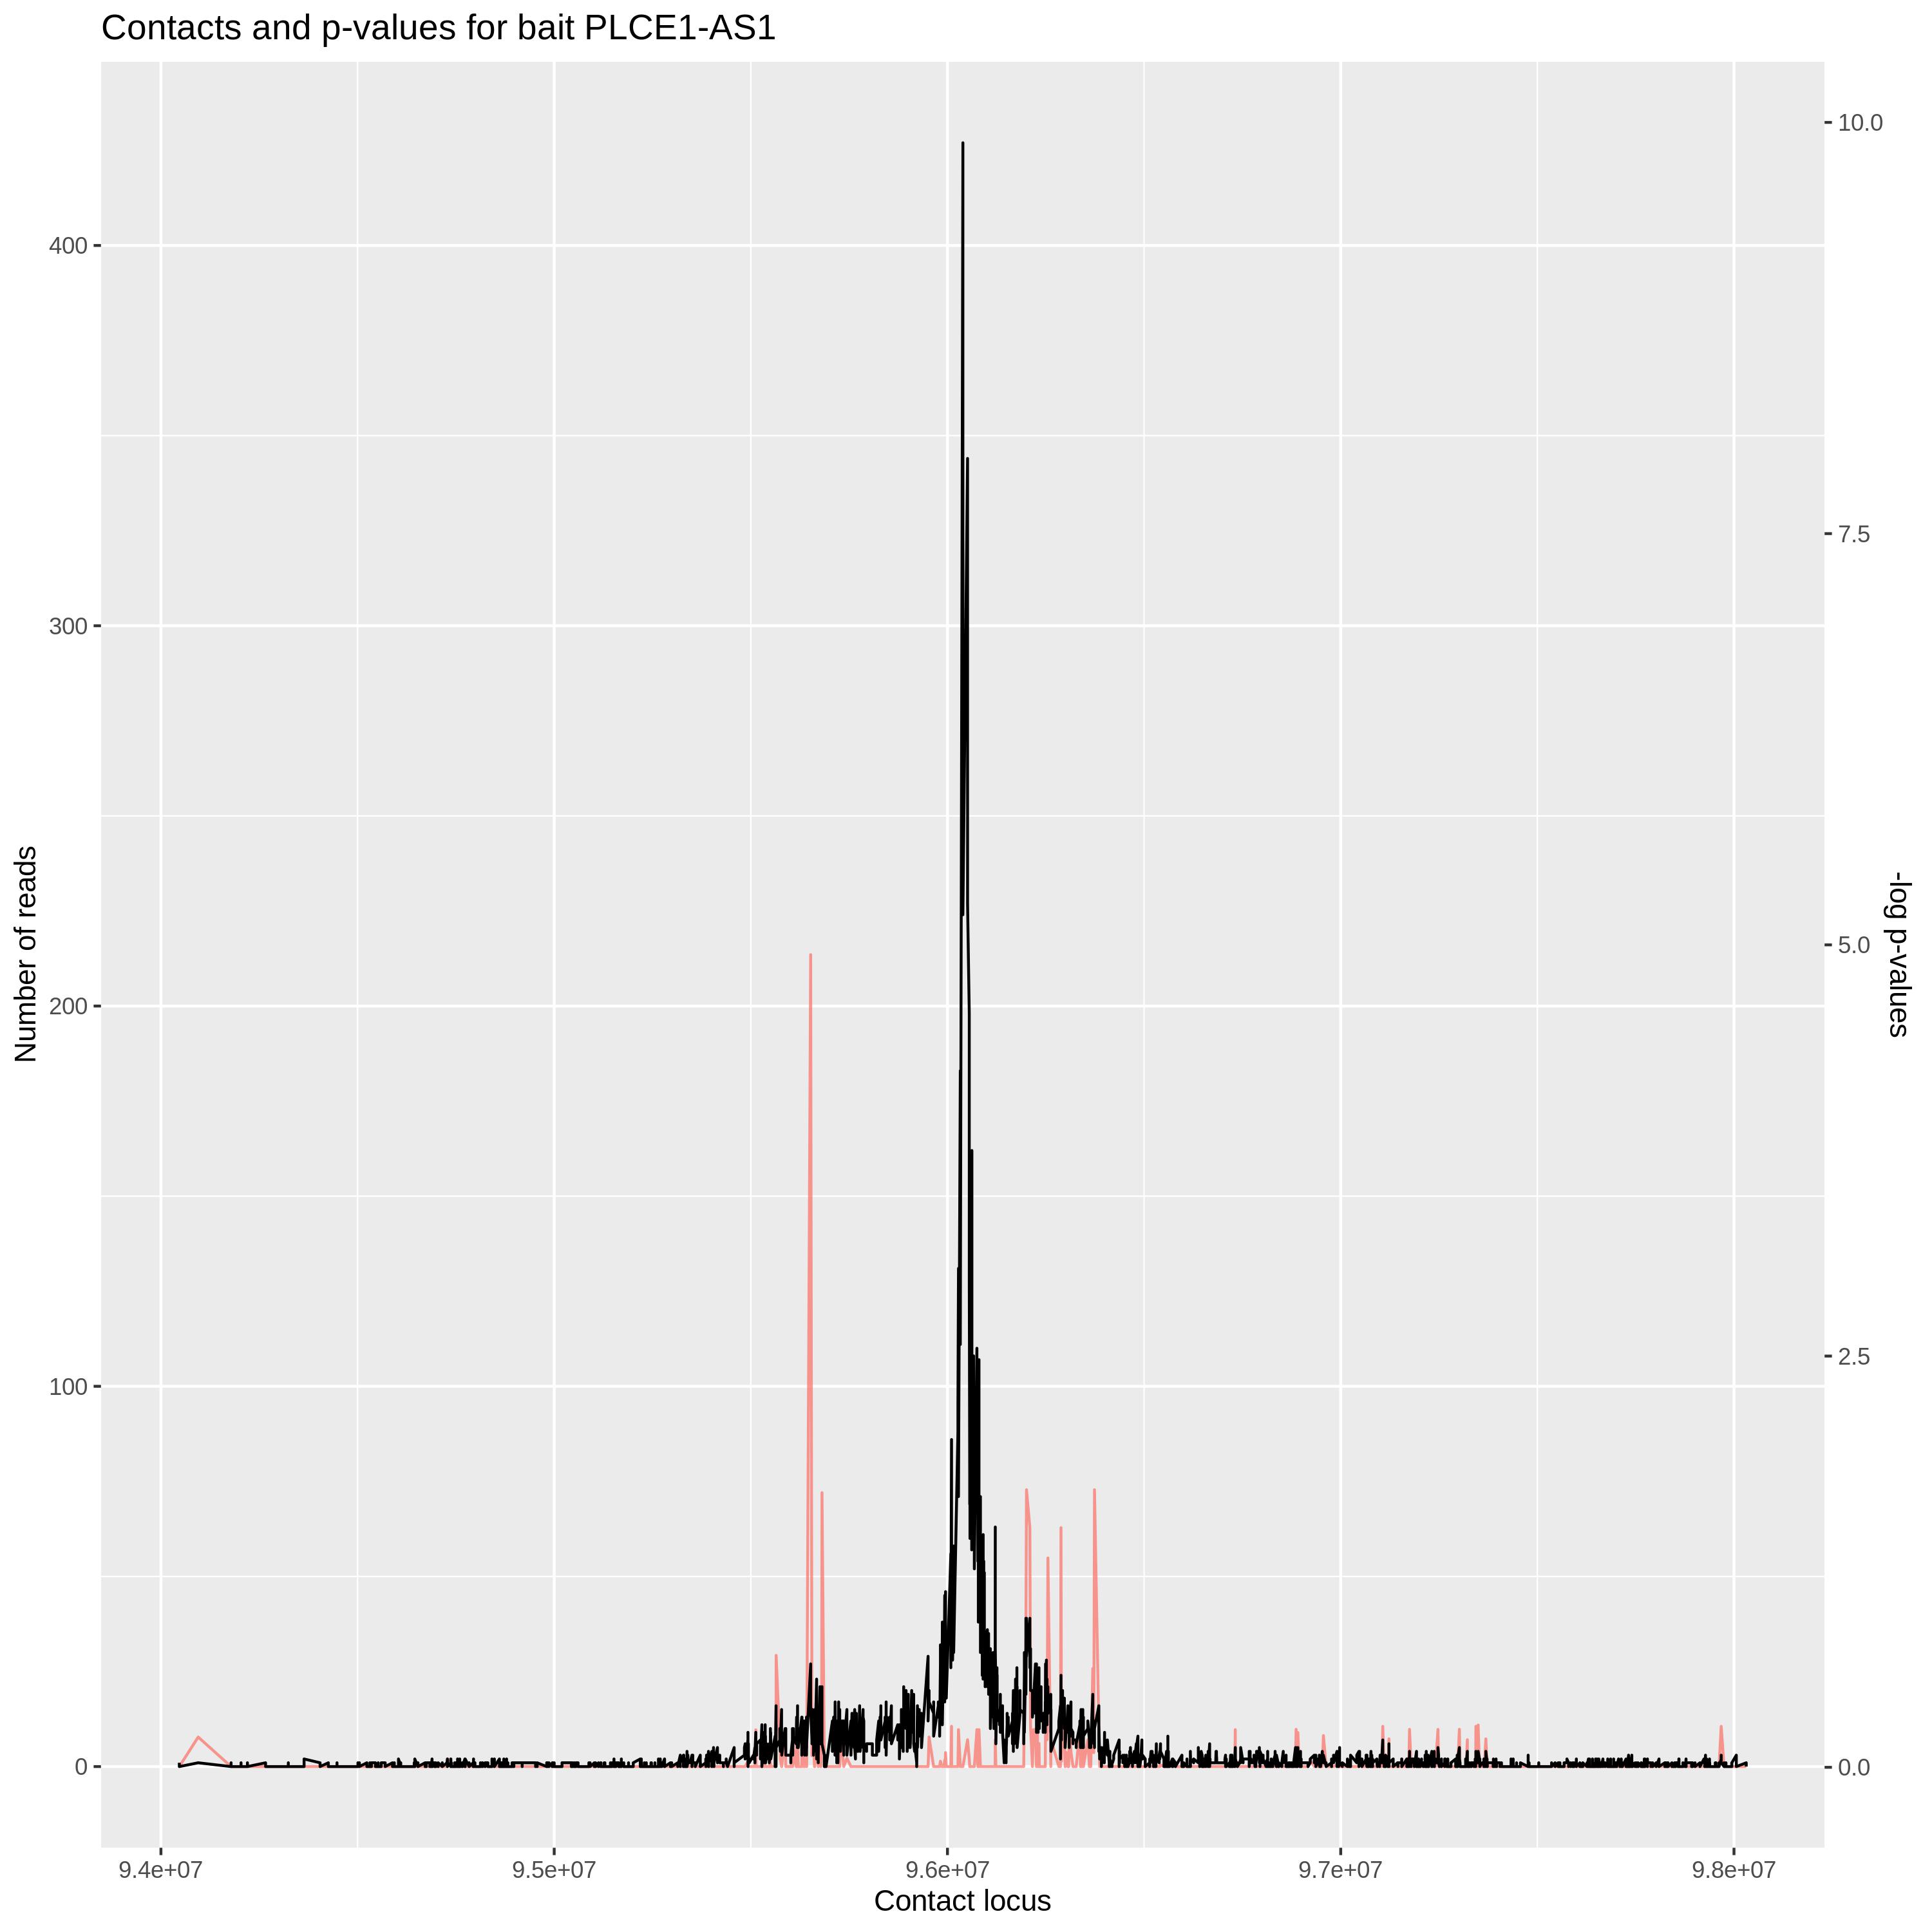 Contacts and p-values for bait PLCE1-AS1
10.0
400
7.5
300
5.0
200
2.5
100
0
0.0
Number of reads
-log p-values
9.4e+07 9.5e+07 9.6e+07 9.7e+07 9.8e+07
Contact locus